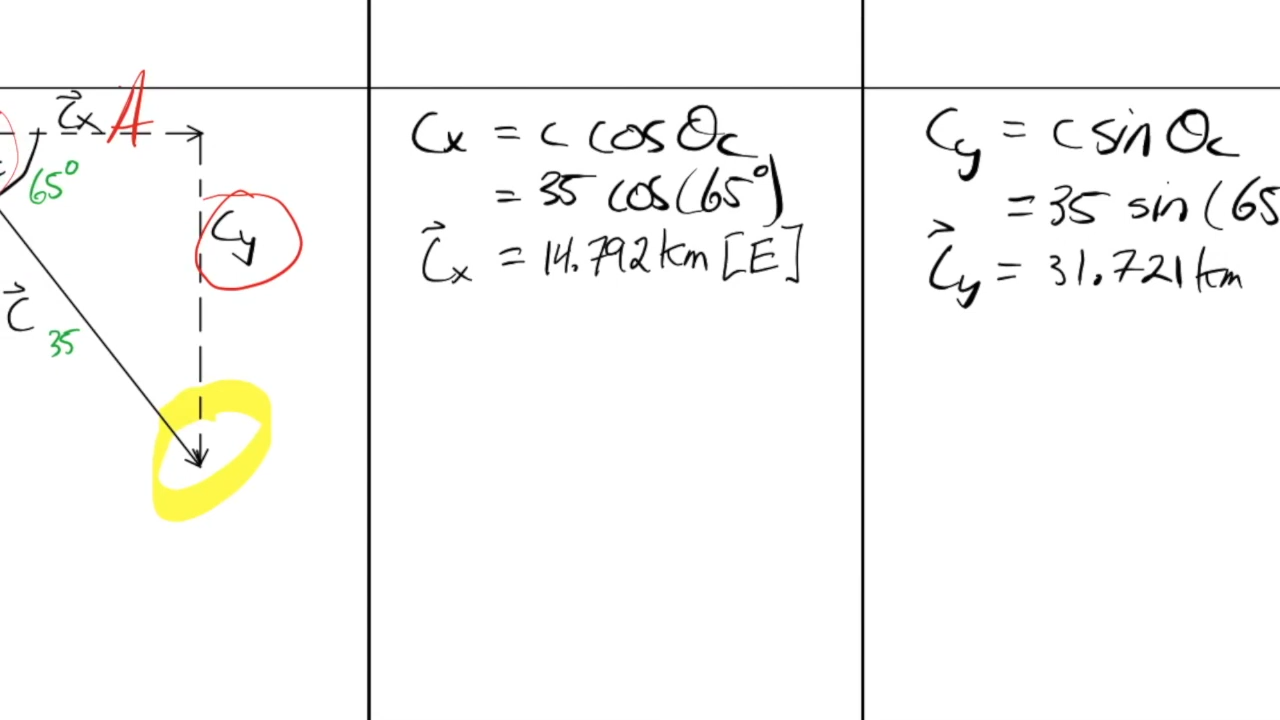 C⃗x A
65°
Cy
C⃗ 35
Cx = C cos θc
= 35 cos(65°)
C⃗x = 14.792 km [E]
Cy = C sin θc
= 35 sin (65
C⃗y = 31.721 km